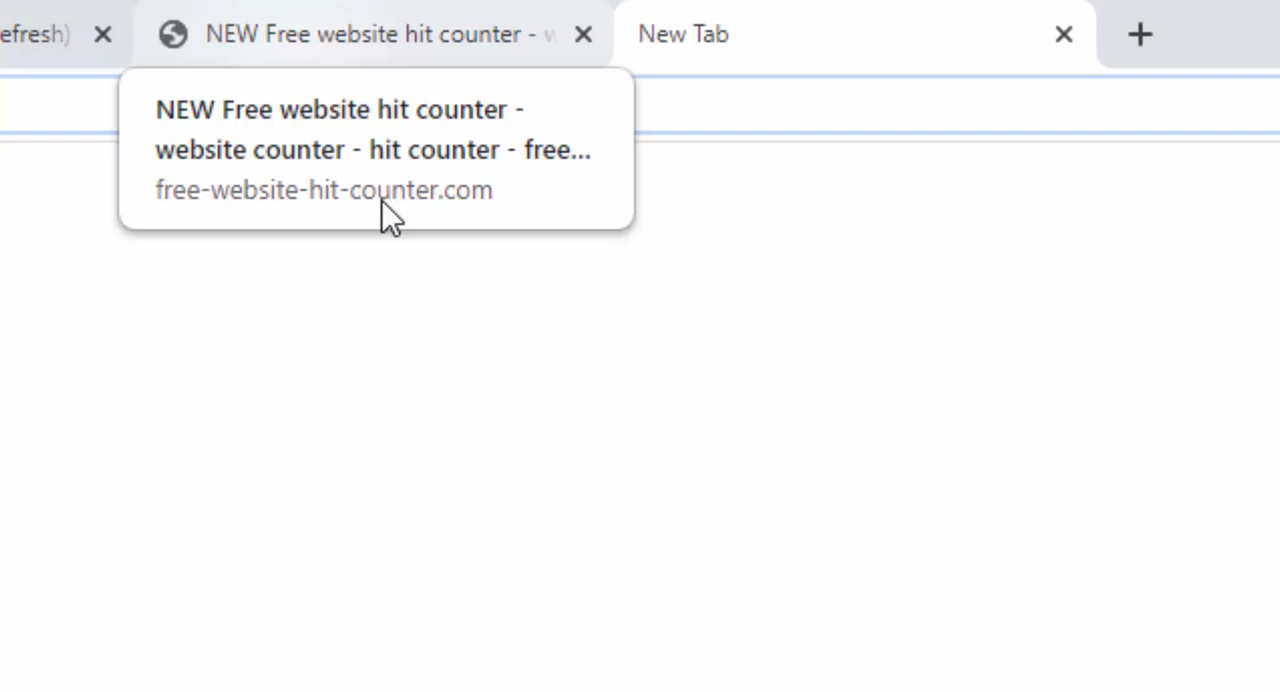 efresh)
NEW Free website hit counter -
New Tab
NEW Free website hit counter -
website counter - hit counter - free...
free-website-hit-counter.com